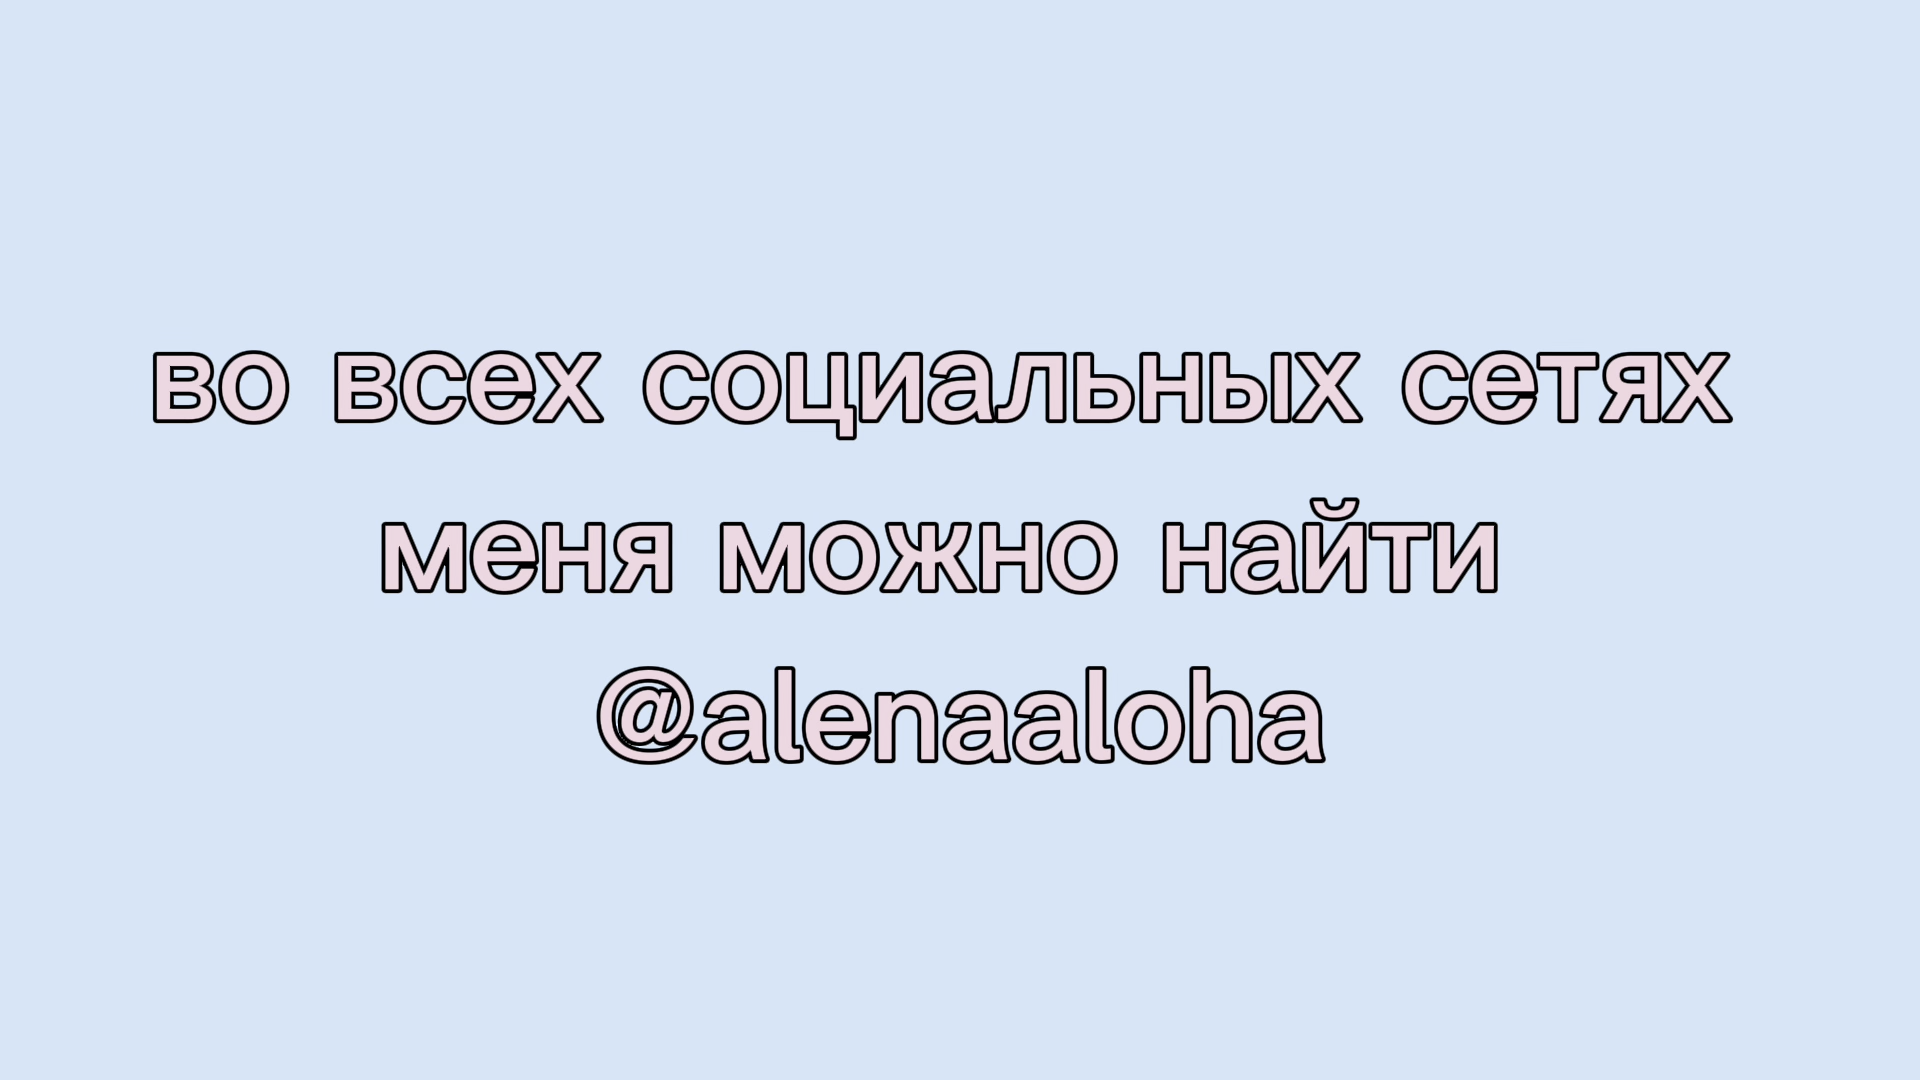 во всех социальных сетях
меня можно найти
@alenaaloha